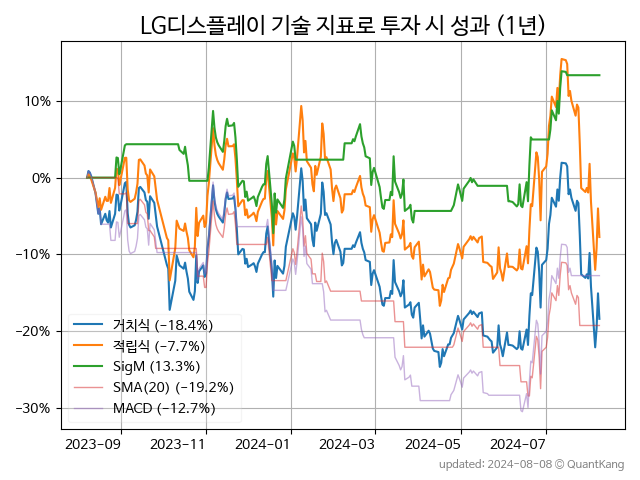 LG디스플레이 기술 지표로 투자 시 성과 (1년)
10%
0%
−10%
−20%
−30%
거치식 (−18.4%)
적립식 (−7.7%)
SigM (13.3%)
SMA(20) (−19.2%)
MACD (−12.7%)
2023-09
2023-11
2024-01
2024-03
2024-05
2024-07
updated: 2024-08-08 © QuantKang